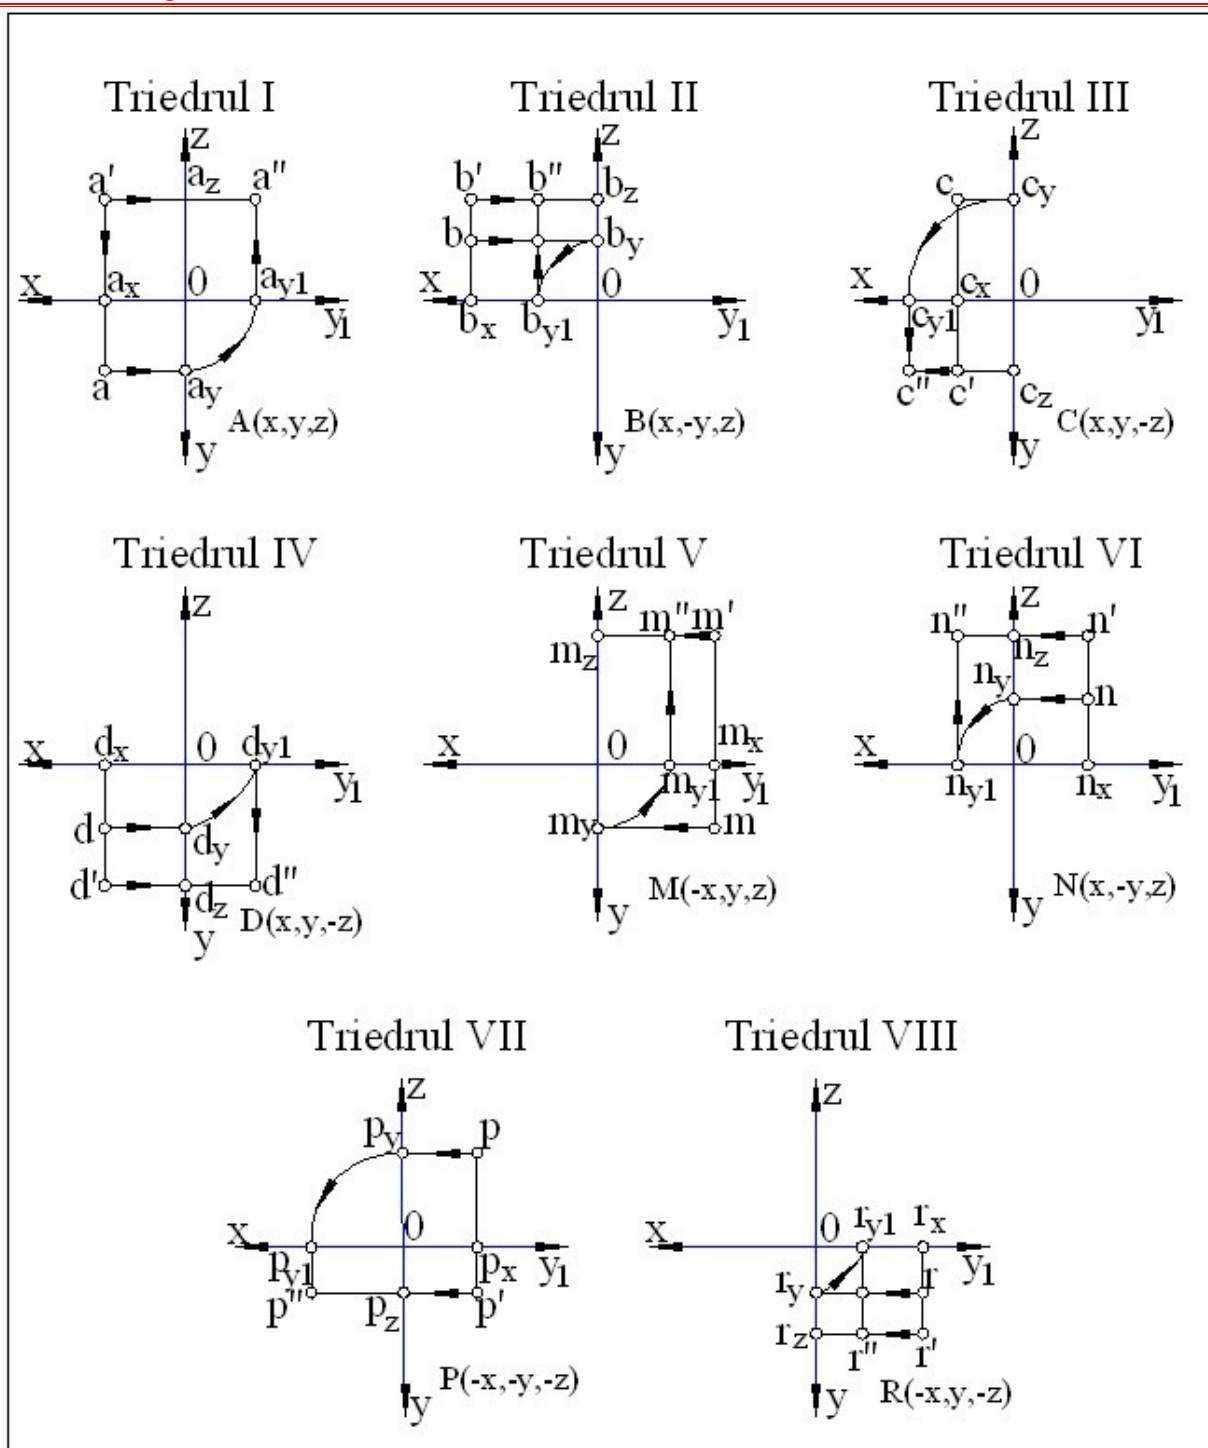 Triedrul I Triedrul II Triedrul III
z z z
a' az a" b' b" bz c cy
b by
x ax 0 ay1 y1 x bx by1 0 y1 x cy1 cx 0 y1
a ay c" c' cz
A(x,y,z) B(x,-y,z) C(x,y,-z)
y y y
Triedrul IV Triedrul V Triedrul VI
z z z
mz m" m' n" nz n'
ny n
x dx 0 dy1 y1 x 0 my1 mx y1 x ny1 0 nx y1
d dy my m
d' dz d"
D(x,y,-z) M(-x,y,z) N(x,-y,z)
y y y
Triedrul VII Triedrul VIII
z z
py p
x py1 0 px y1 x 0 ry1 rx y1
p" pz p' ry r
rz r" r'
P(-x,-y,-z) R(-x,y,-z)
y y